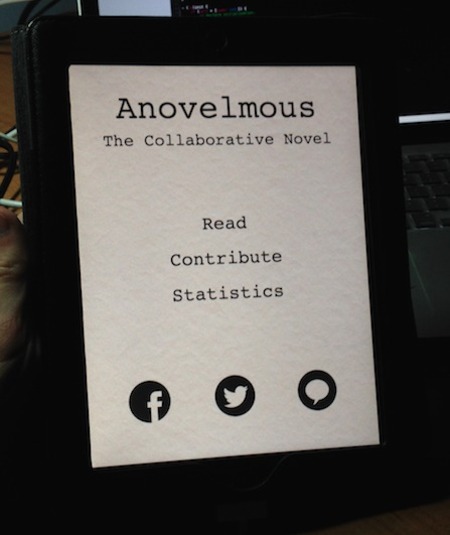 Anovelmous
The Collaborative Novel
Read
Contribute
Statistics